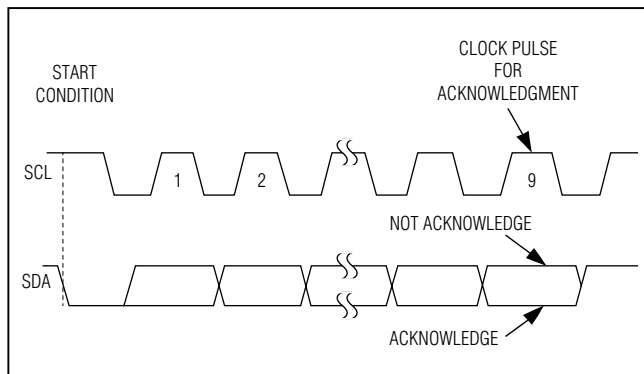 START
CONDITION
CLOCK PULSE
FOR
ACKNOWLEDGMENT
SCL
1
2
9
NOT ACKNOWLEDGE
SDA
ACKNOWLEDGE